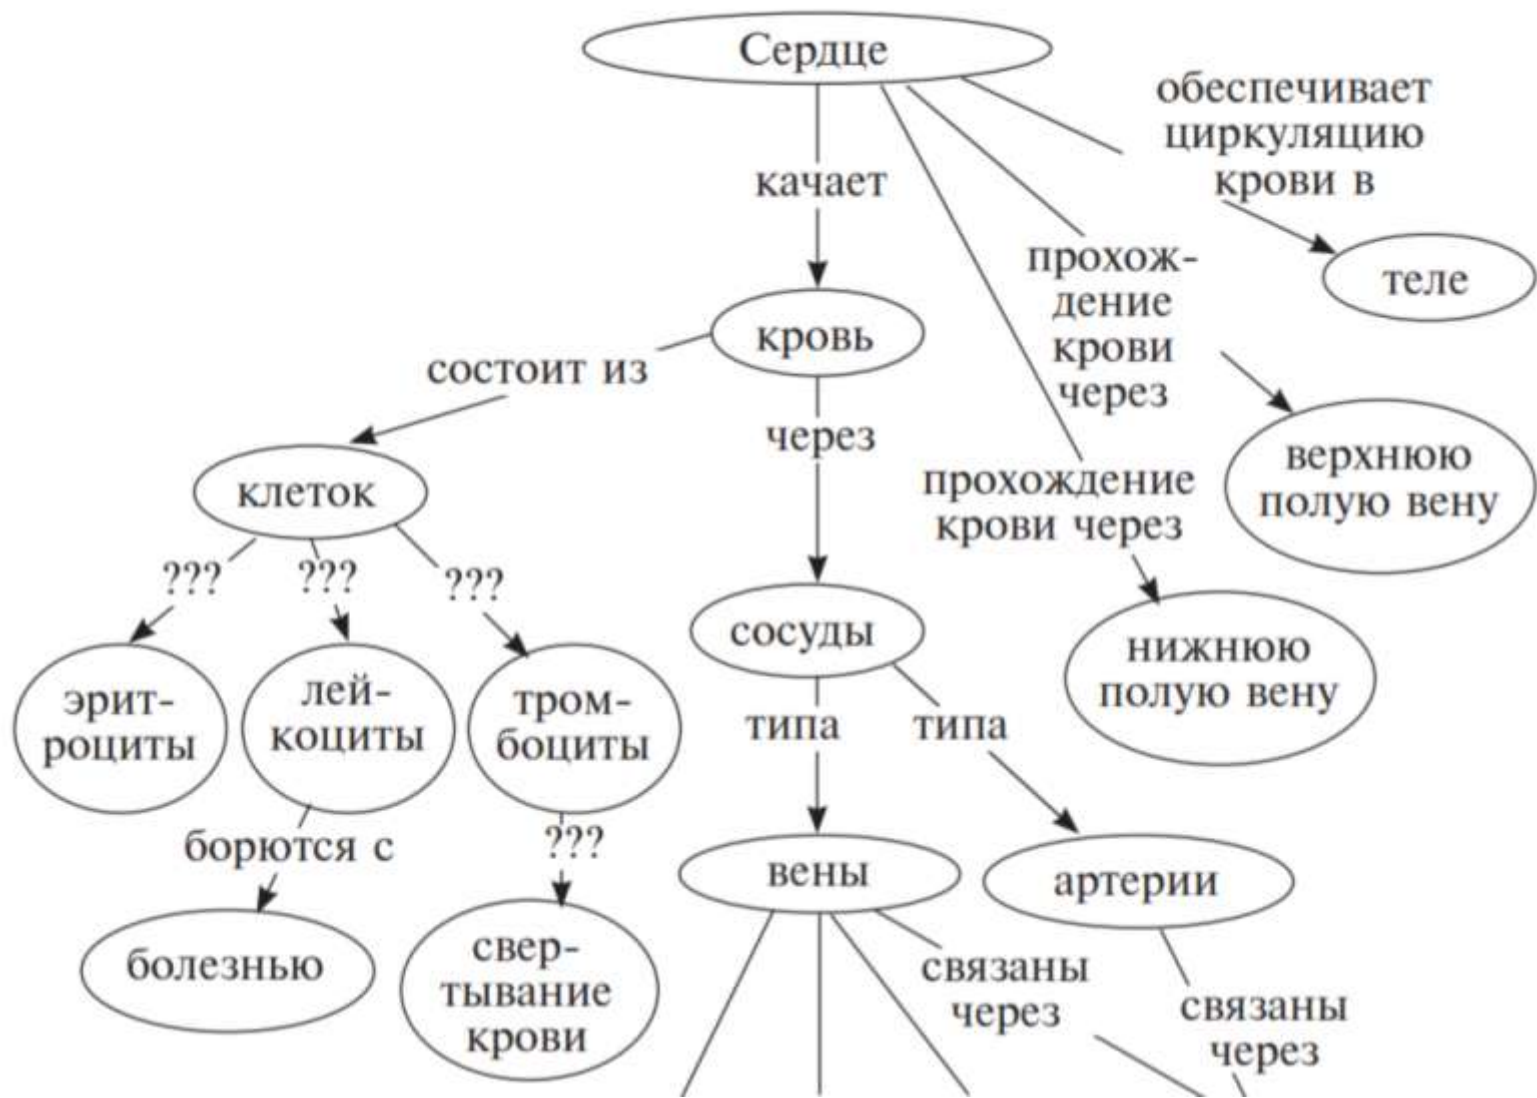 Сердце
обеспечивает
циркуляцию
крови в
качает
теле
прохож-
дение
крови
через
кровь
состоит из
через
верхнюю
полую вену
прохождение
крови через
клеток
???
???
???
сосуды
нижнюю
полую вену
эрит-
роциты
лей-
коциты
тром-
боциты
типа
типа
борются с
???
вены
артерии
болезнью
свер-
тывание
крови
связаны
через
связаны
через